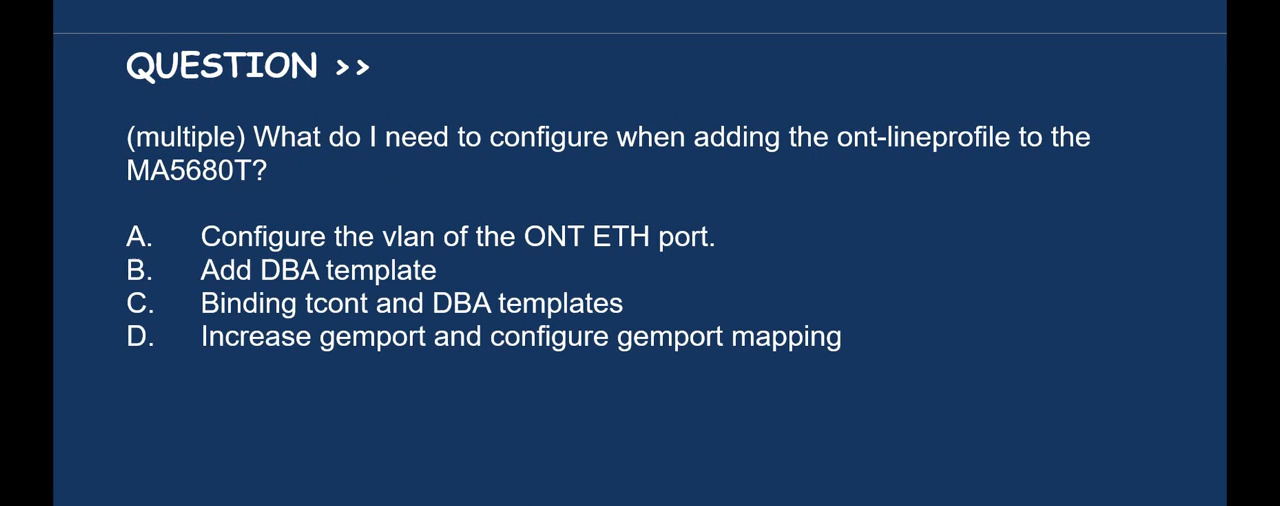 QUESTION >>
(multiple) What do I need to configure when adding the ont-lineprofile to the
MA5680T?
A. Configure the vlan of the ONT ETH port.
B. Add DBA template
C. Binding tcont and DBA templates
D. Increase gemport and configure gemport mapping